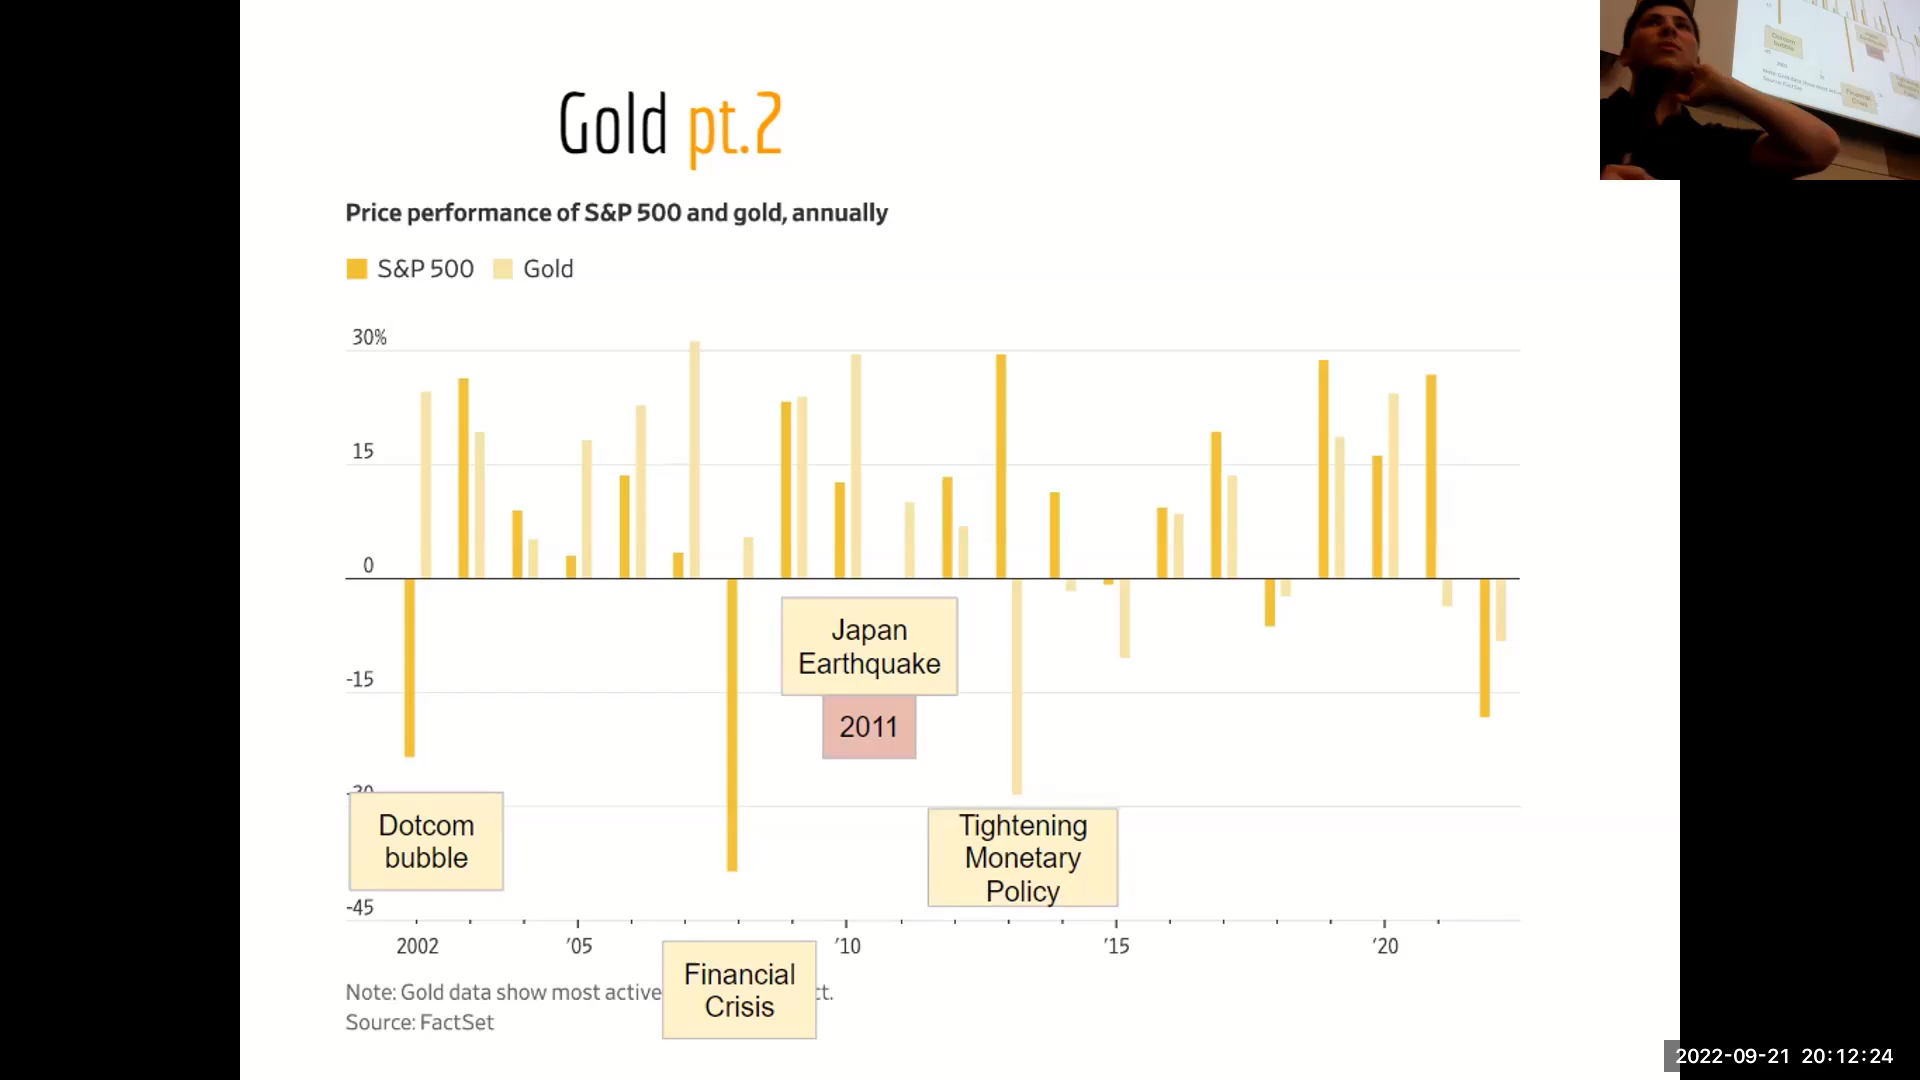 Gold pt.2
Price performance of S&P 500 and gold, annually
S&P 500 Gold
30%
15
0
Japan
Earthquake
-15
2011
-30
Dotcom
bubble
Tightening
Monetary
Policy
-45
2002 ’05 ’10 ’15 ’20
Financial
Crisis
Note: Gold data show most active
Source: FactSet
2022-09-21 20:12:24